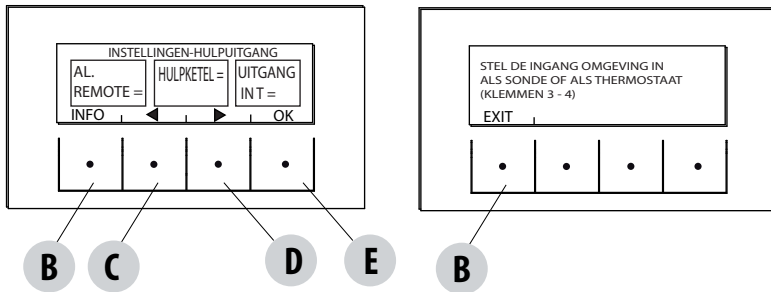 INSTELLINGEN-HULPUITGANG
AL.
REMOTE =
HULPKETEL =
UITGANG
INT =
INFO
OK
B
C
D
E
STEL DE INGANG OMGEVING IN
ALS SONDE OF ALS THERMOSTAAT
(KLEMMEN 3 - 4)
EXIT
B